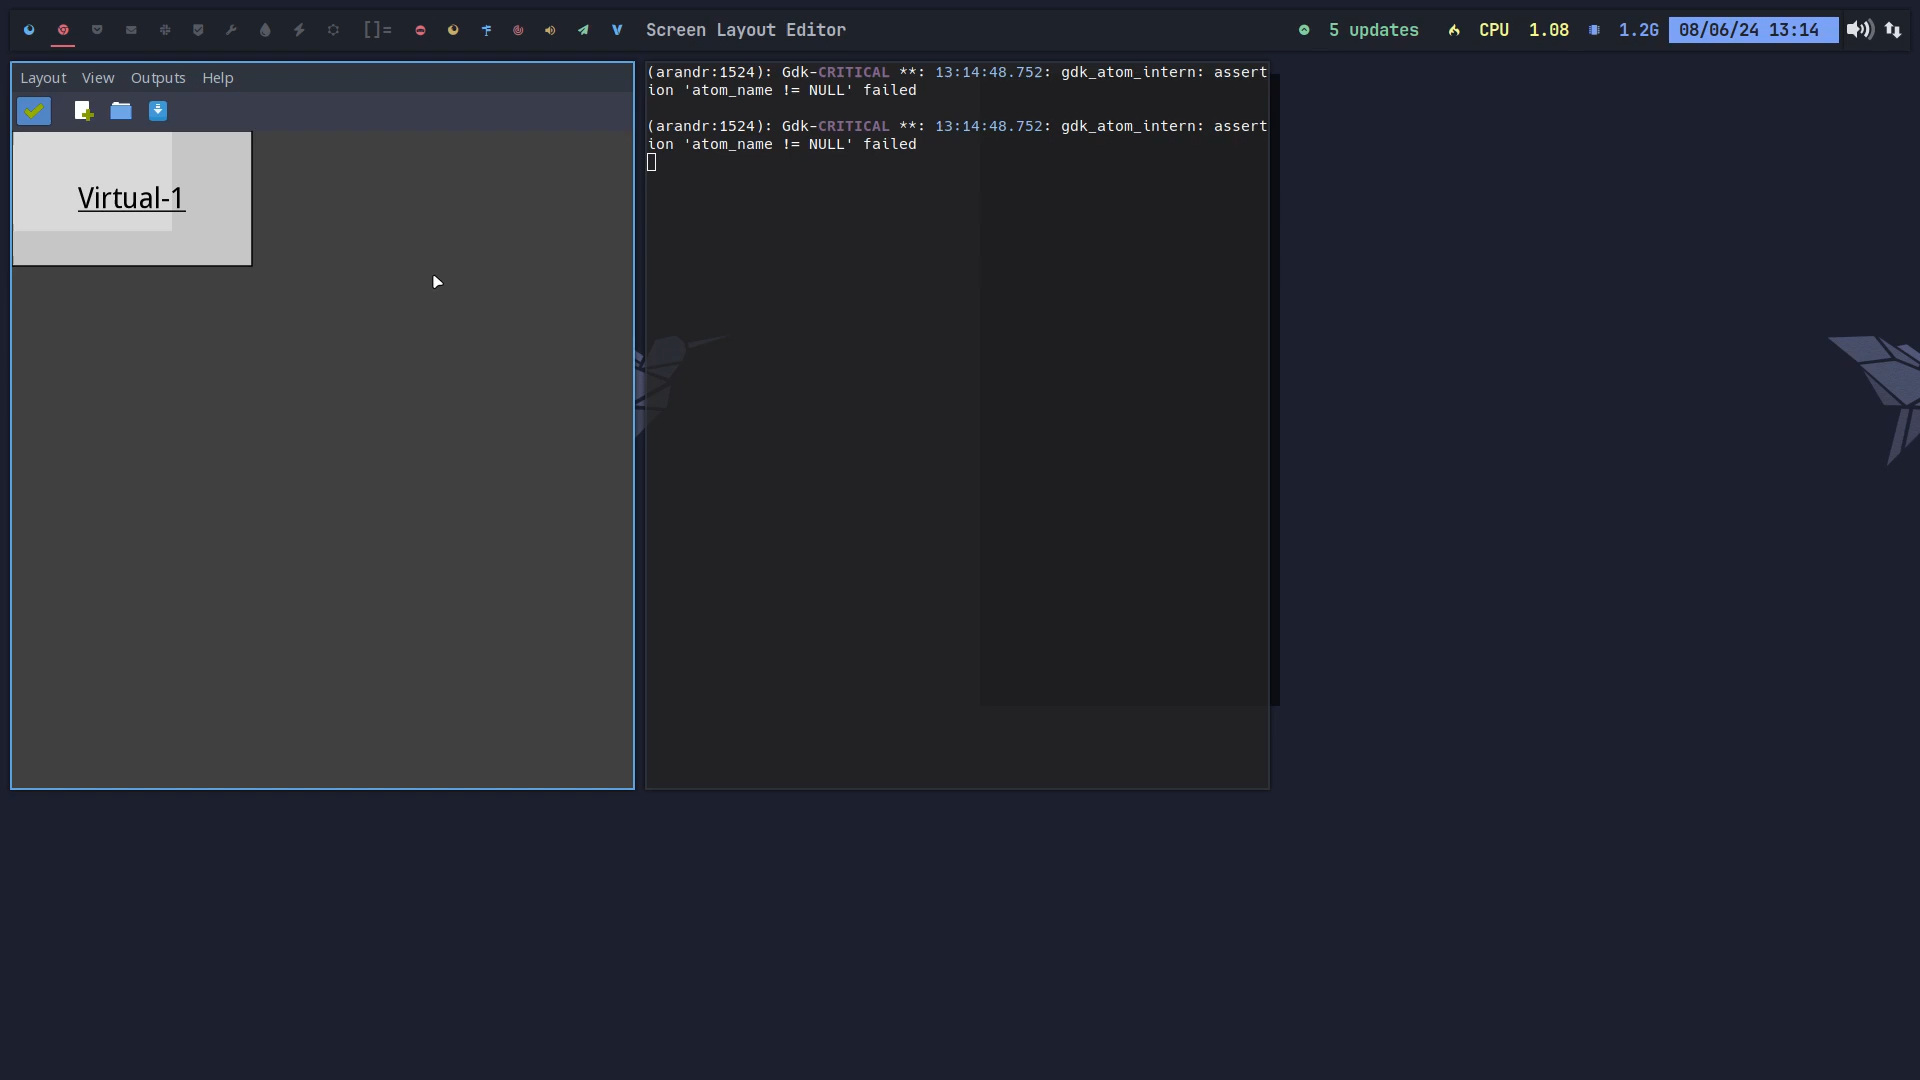 []= Screen Layout Editor 5 updates CPU 1.08 1.2G 08/06/24 13:14
Layout View Outputs Help
Virtual-1
(arandr:1524): Gdk-CRITICAL **: 13:14:48.752: gdk_atom_intern: assert
ion 'atom_name != NULL' failed
(arandr:1524): Gdk-CRITICAL **: 13:14:48.752: gdk_atom_intern: assert
ion 'atom_name != NULL' failed